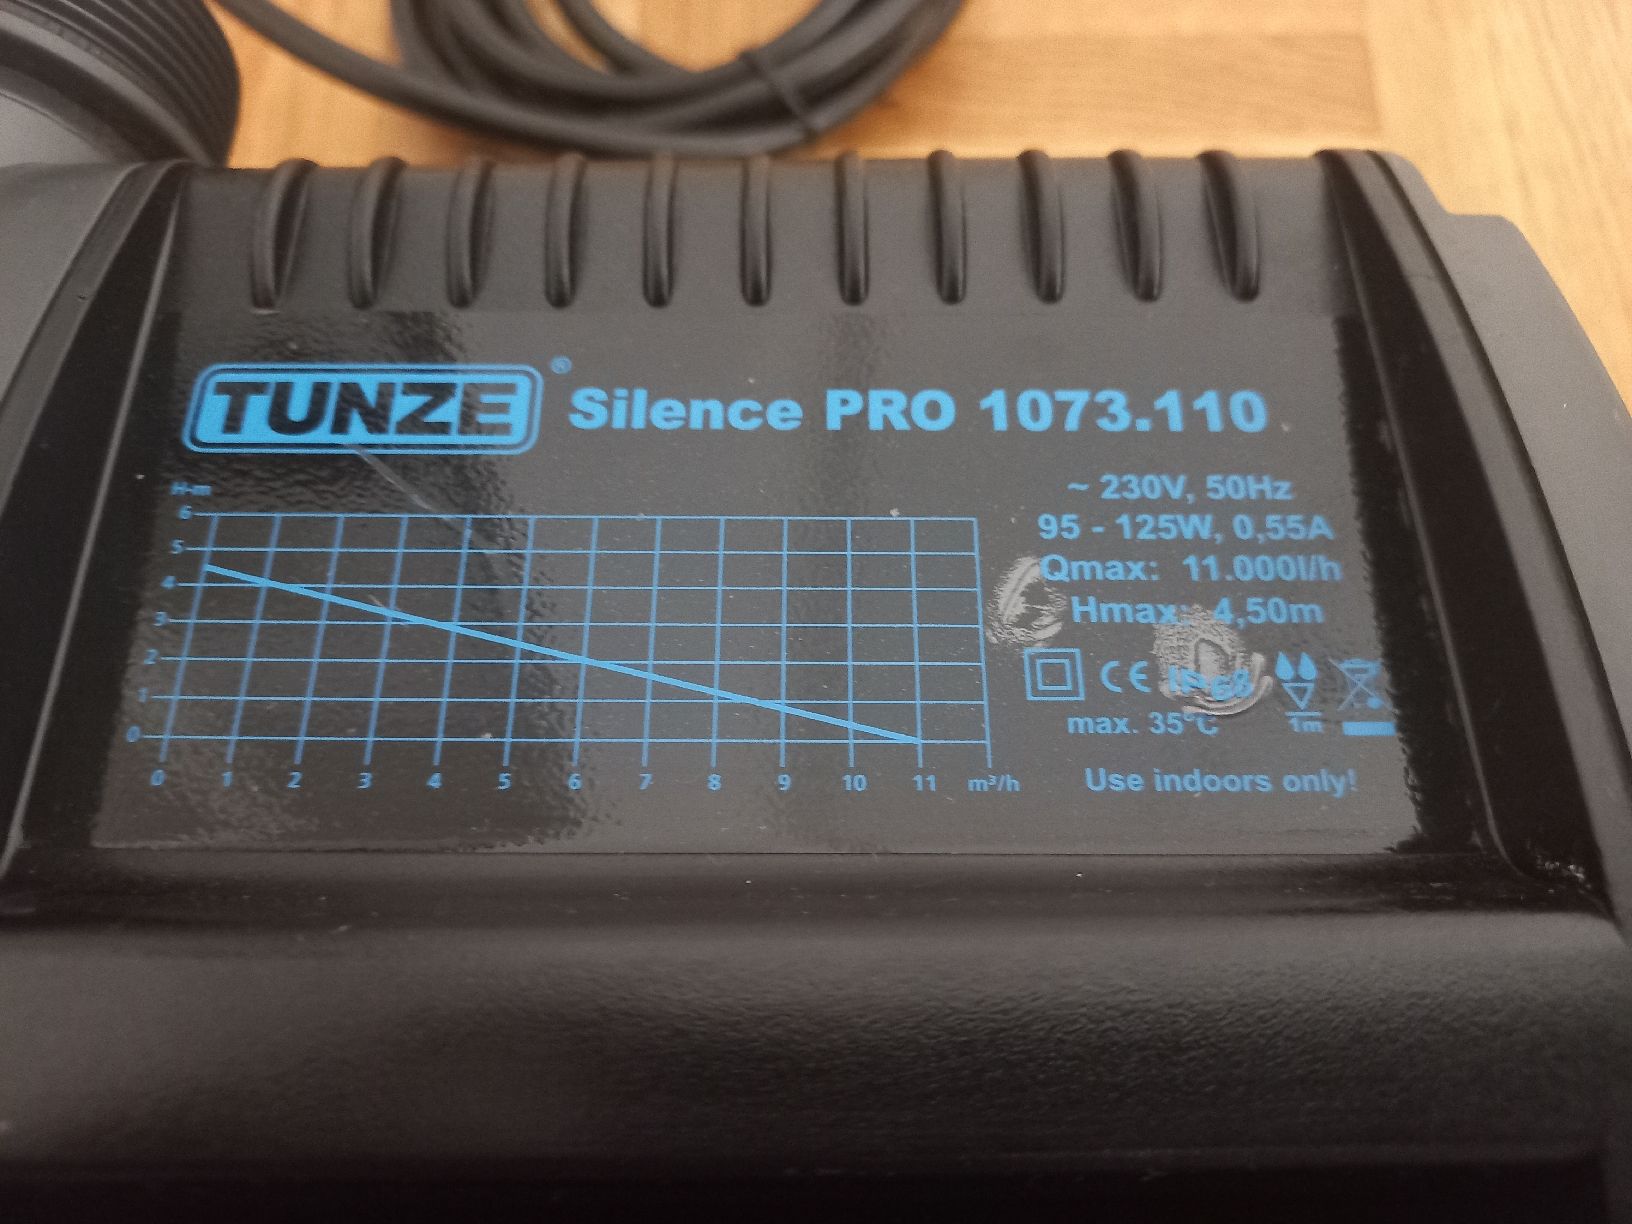 TUNZE® Silence PRO 1073.110
~ 230V, 50Hz
95 - 125W, 0,55A
Qmax: 11.000l/h
Hmax: 4,50m
CE IP68
max. 35°C
1m
Use indoors only!
H-m
6
5
4
3
2
1
0
0 1 2 3 4 5 6 7 8 9 10 11 m³/h